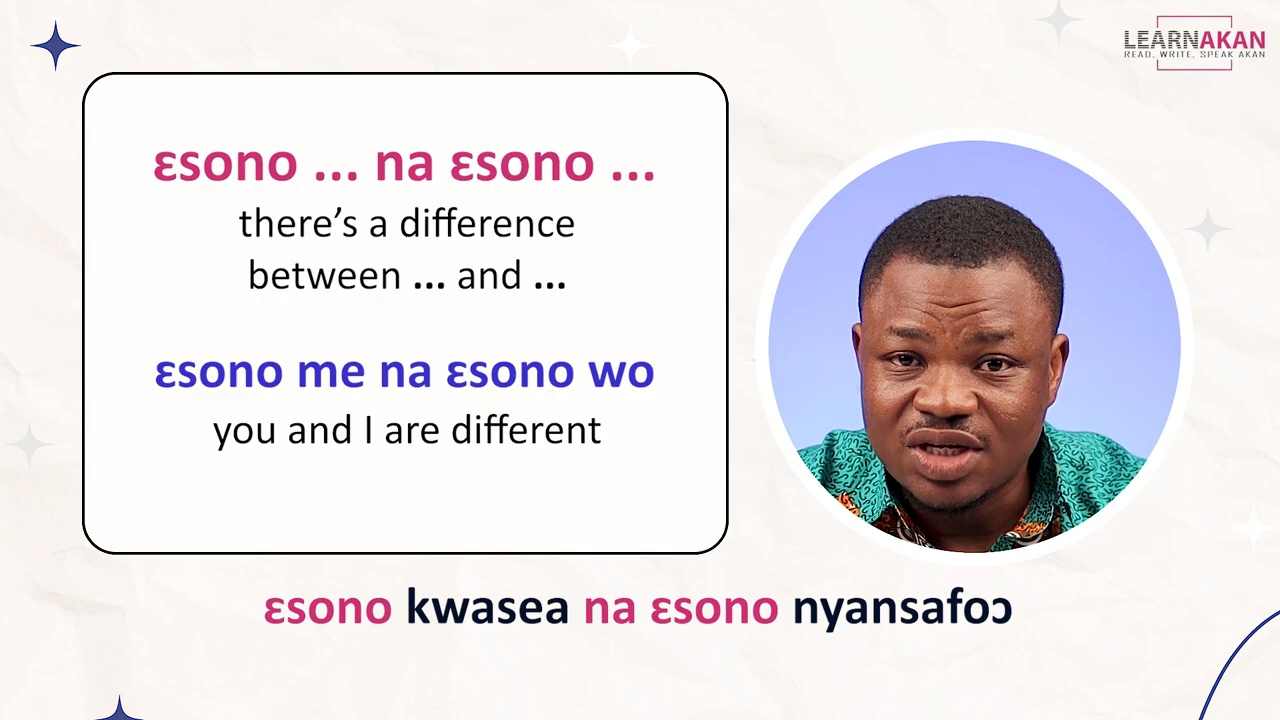 LEARNAKAN
READ, WRITE, SPEAK AKAN
ɛsono ... na ɛsono ...
there’s a difference
between ... and ...
ɛsono me na ɛsono wo
you and I are different
ɛsono kwasea na ɛsono nyansafoɔ